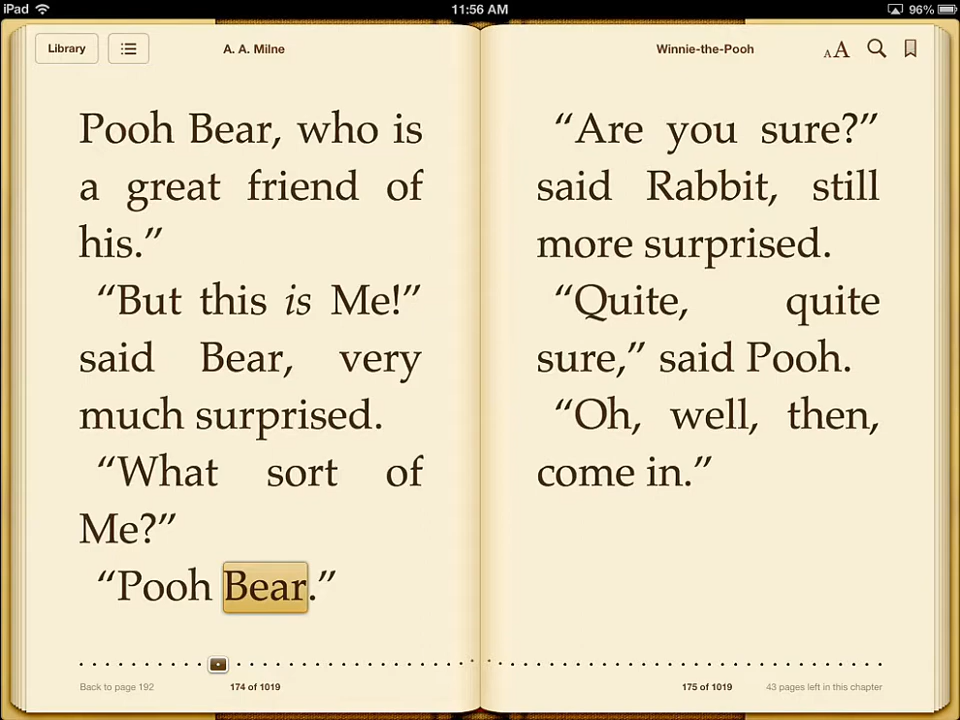 iPad
11:56 AM
96%
Library
A. A. Milne
Winnie-the-Pooh
AA
Pooh Bear, who is
a great friend of
his.”
“But this is Me!”
said Bear, very
much surprised.
“What sort of
Me?”
“Pooh Bear.”
“Are you sure?”
said Rabbit, still
more surprised.
“Quite, quite
sure,” said Pooh.
“Oh, well, then,
come in.”
Back to page 192
174 of 1019
175 of 1019
43 pages left in this chapter